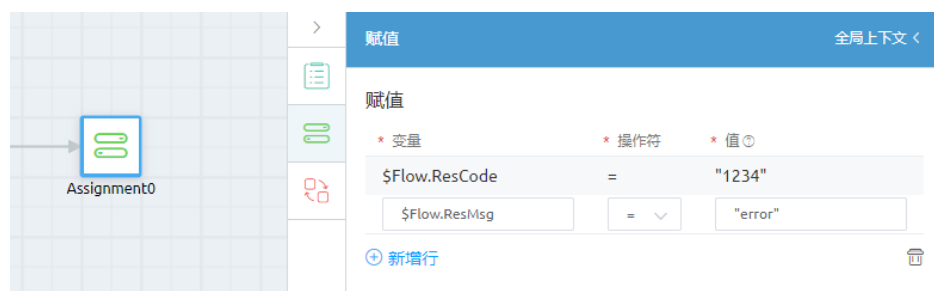 赋值
全局上下文
赋值
* 变量
* 操作符
* 值
$Flow.ResCode
=
"1234"
$Flow.ResMsg
=
"error"
新增行
Assignment0